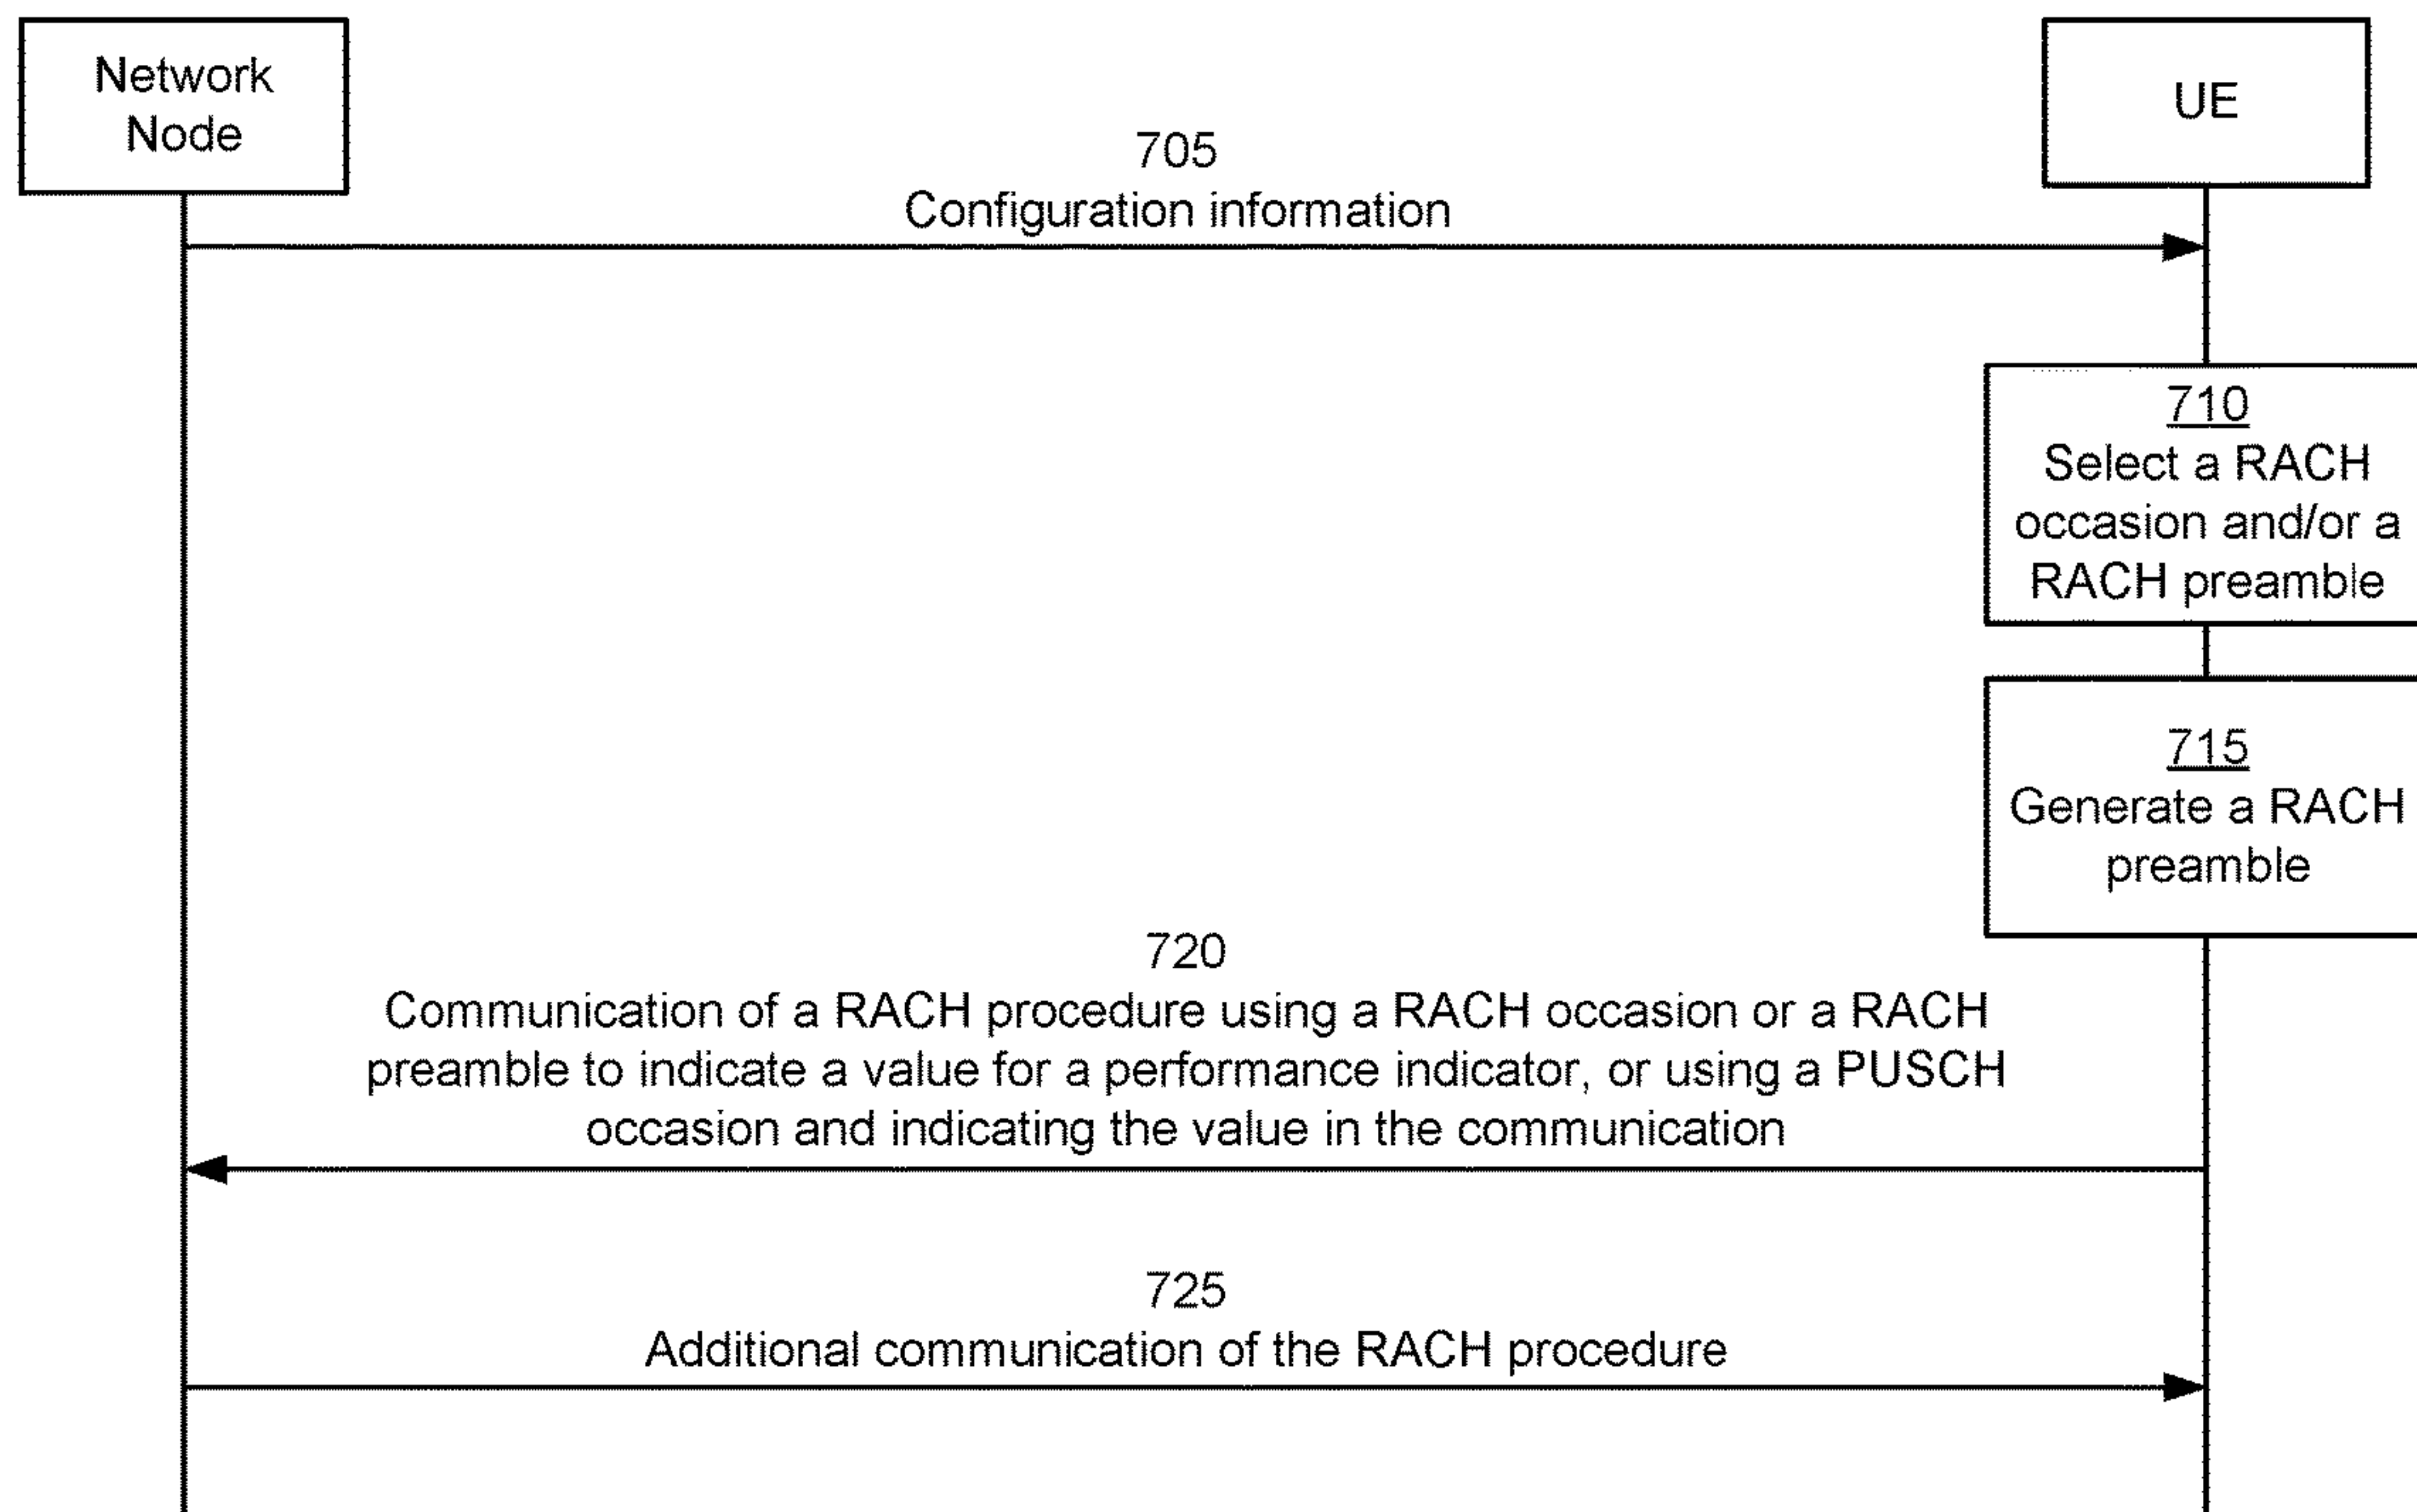 Network
Node
UE
705
Configuration information
710
Select a RACH
occasion and/or a
RACH preamble
715
Generate a RACH
preamble
720
Communication of a RACH procedure using a RACH occasion or a RACH
preamble to indicate a value for a performance indicator, or using a PUSCH
occasion and indicating the value in the communication
725
Additional communication of the RACH procedure